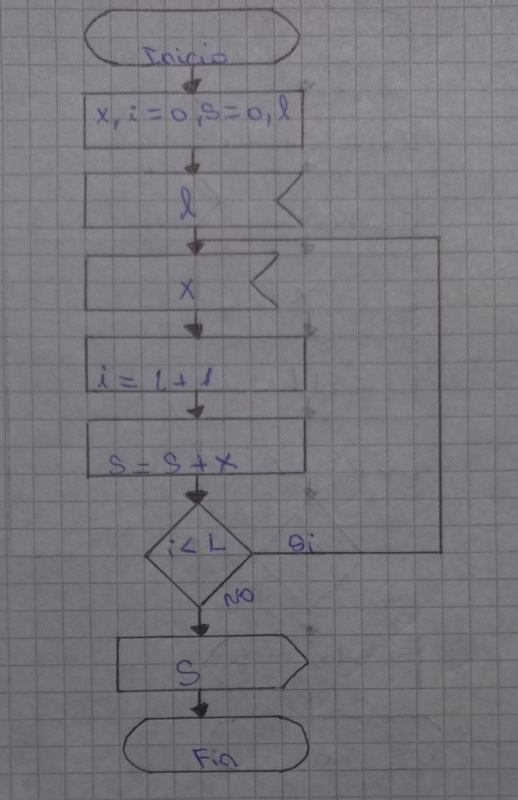 Inicio
x, i = 0, S = 0, l
l
x
i = i + 1
S = S + x
i < L
Si
NO
S
Fin